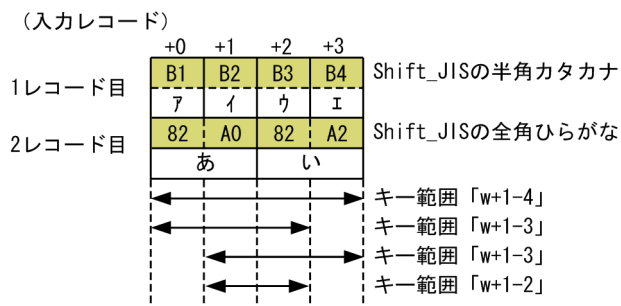 (入力レコード)
+0 +1 +2 +3
B1 B2 B3 B4 Shift_JISの半角カタカナ
1レコード目
ア イ ウ エ
82 A0 82 A2 Shift_JISの全角ひらがな
2レコード目
あ い
キー範囲「w+1-4」
キー範囲「w+1-3」
キー範囲「w+1-3」
キー範囲「w+1-2」